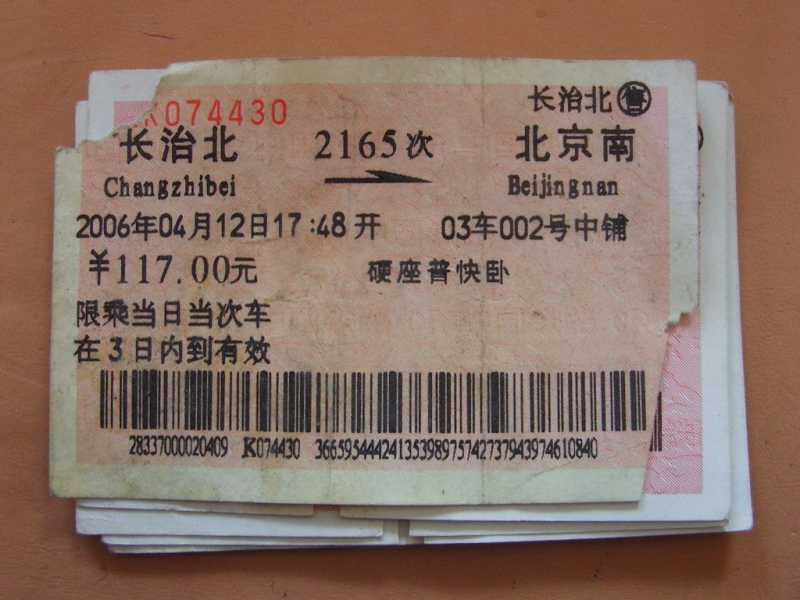 长治北售
K074430
长治北 2165次 北京南
Changzhibei Beijingnan
2006年04月12日17:48开 03车002号中铺
¥117.00元 硬座普快卧
限乘当日当次车
在3日内到有效
28337000020409 K074430 36659544424135398975742737943974610840